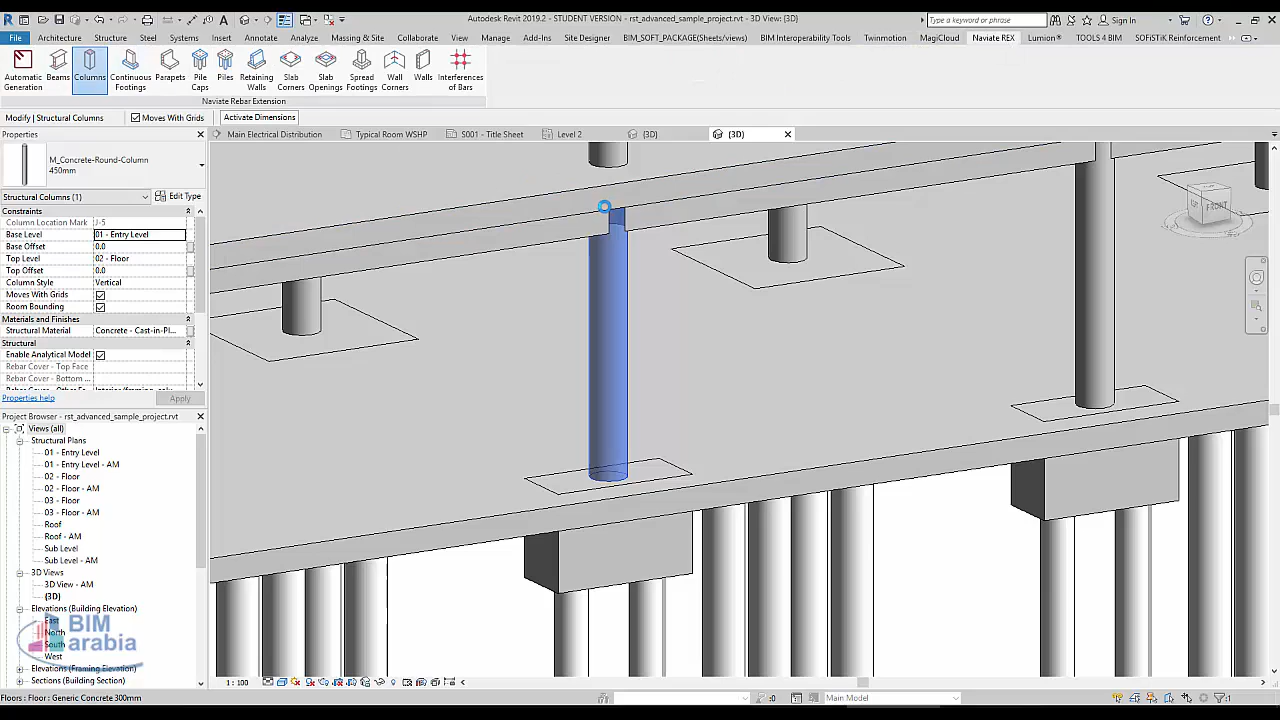 Autodesk Revit 2019.2 - STUDENT VERSION - rst_advanced_sample_project.rvt - 3D View: {3D}
Type a keyword or phrase
Sign In
File Architecture Structure Steel Systems Insert Annotate Analyze Massing & Site Collaborate View Manage Add-Ins Site Designer BIM_SOFT_PACKAGE(Sheets/views) BIM Interoperability Tools Twinmotion MagiCloud Naviate REX Lumion® TOOLS 4 BIM SOFiSTiK Reinforcement
Automatic Generation Beams Columns Continuous Footings Parapets Pile Caps Piles Retaining Walls Slab Corners Slab Openings Spread Footings Wall Corners Walls Interferences of Bars
Naviate Rebar Extension
Modify | Structural Columns Moves With Grids Activate Dimensions
Properties
Main Electrical Distribution Typical Room WSHP S001 - Title Sheet Level 2 {3D} {3D}
M_Concrete-Round-Column
450mm
Structural Columns (1) Edit Type
Constraints
Column Location Mark J-5
Base Level 01 - Entry Level
Base Offset 0.0
Top Level 02 - Floor
Top Offset 0.0
Column Style Vertical
Moves With Grids
Room Bounding
Materials and Finishes
Structural Material Concrete - Cast-in-Pl...
Structural
Enable Analytical Model
Rebar Cover - Top Face
Rebar Cover - Bottom ...
Properties help Apply
Project Browser - rst_advanced_sample_project.rvt
Views (all)
Structural Plans
01 - Entry Level
01 - Entry Level - AM
02 - Floor
02 - Floor - AM
03 - Floor
03 - Floor - AM
Roof
Roof - AM
Sub Level
Sub Level - AM
3D Views
3D View - AM
{3D}
Elevations (Building Elevation)
East
North
South
West
Elevations (Framing Elevation)
Sections (Building Section)
BIM
arabia
FRONT
1 : 100
Floors : Floor : Generic Concrete 300mm
:0
Main Model
:1